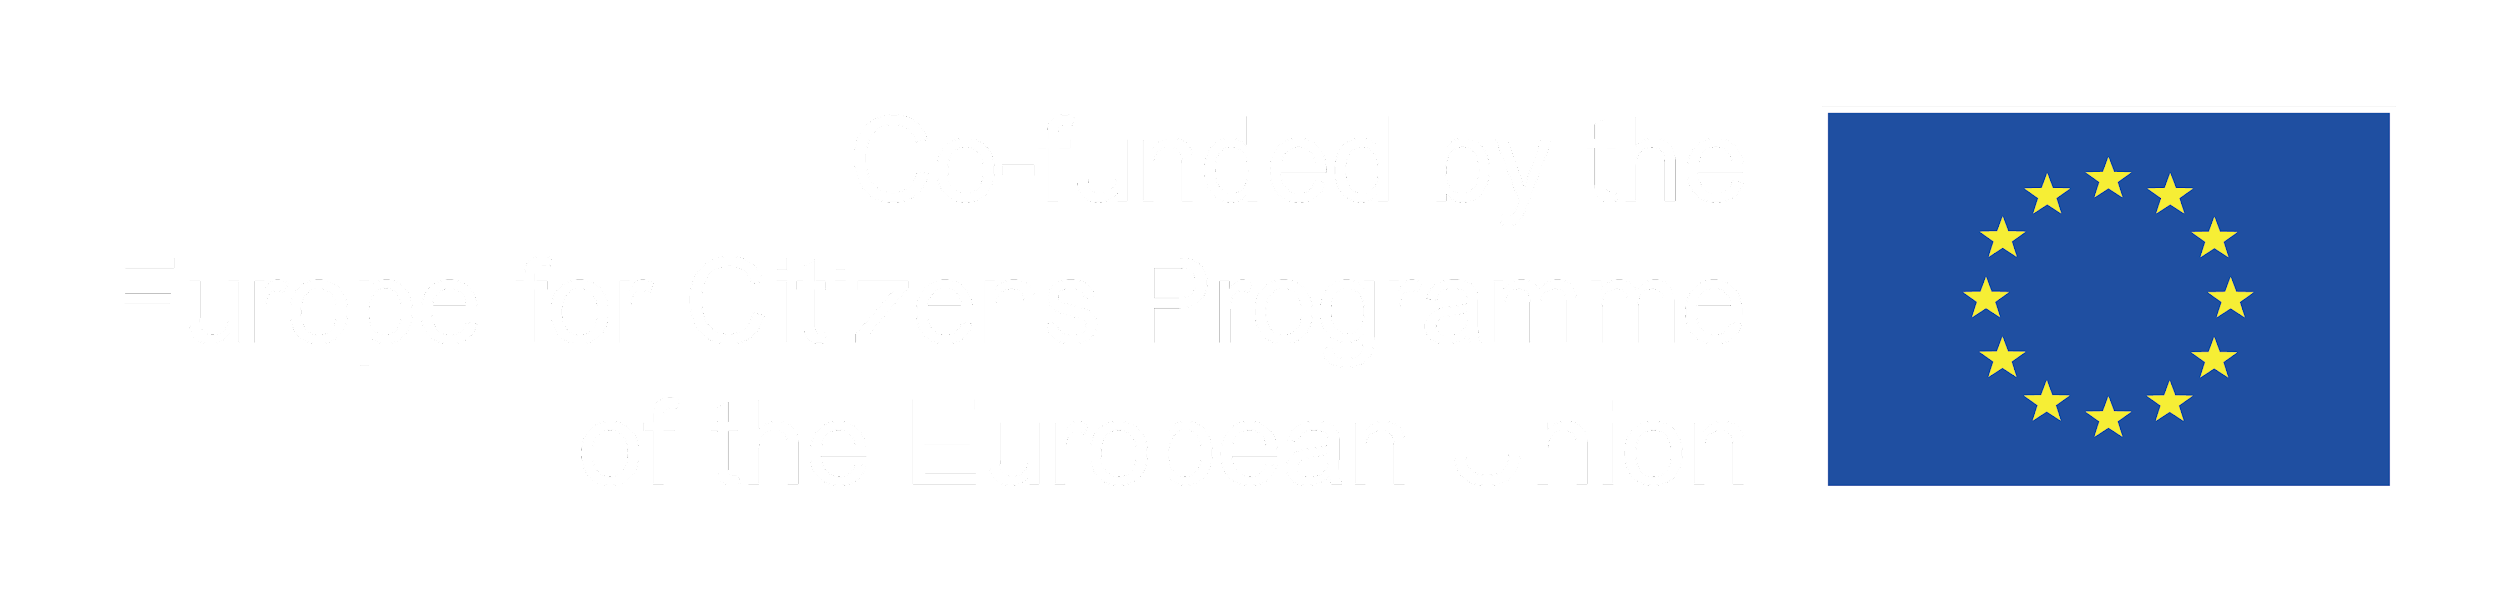 Co-funded by the
Europe for Citizens Programme
of the European Union